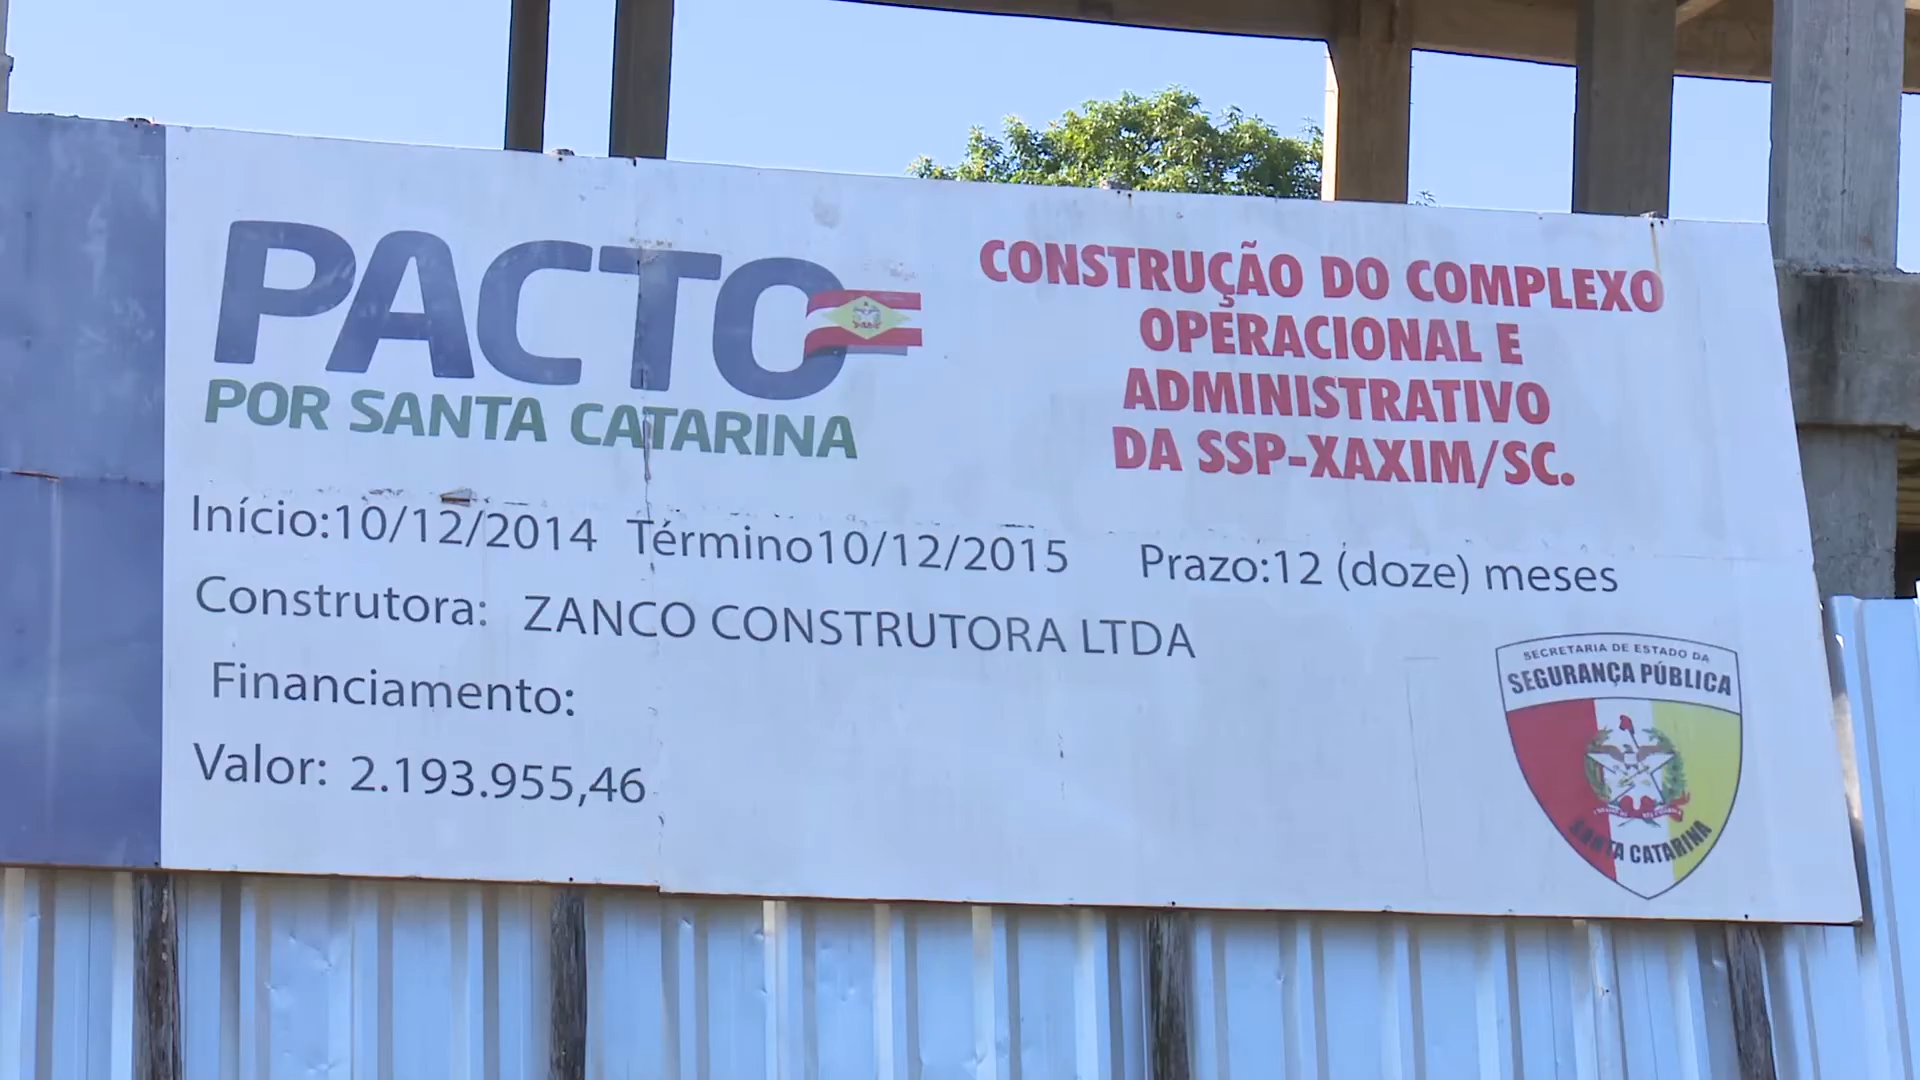 PACTO
POR SANTA CATARINA
CONSTRUÇÃO DO COMPLEXO
OPERACIONAL E
ADMINISTRATIVO
DA SSP-XAXIM/SC.
Início:10/12/2014 Término10/12/2015 Prazo:12 (doze) meses
Construtora: ZANCO CONSTRUTORA LTDA
Financiamento:
Valor: 2.193.955,46
SECRETARIA DE ESTADO DA
SEGURANÇA PÚBLICA
SANTA CATARINA